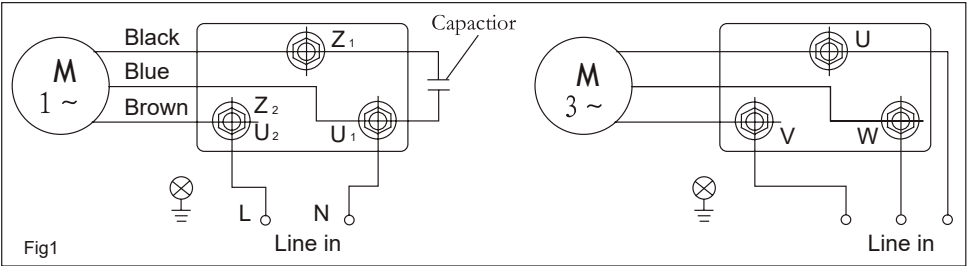 Capactior
Black Z1 U
M Blue M
1 ~ 3 ~
Brown Z2
U2 U1 V W
L N
Line in Line in
Fig1